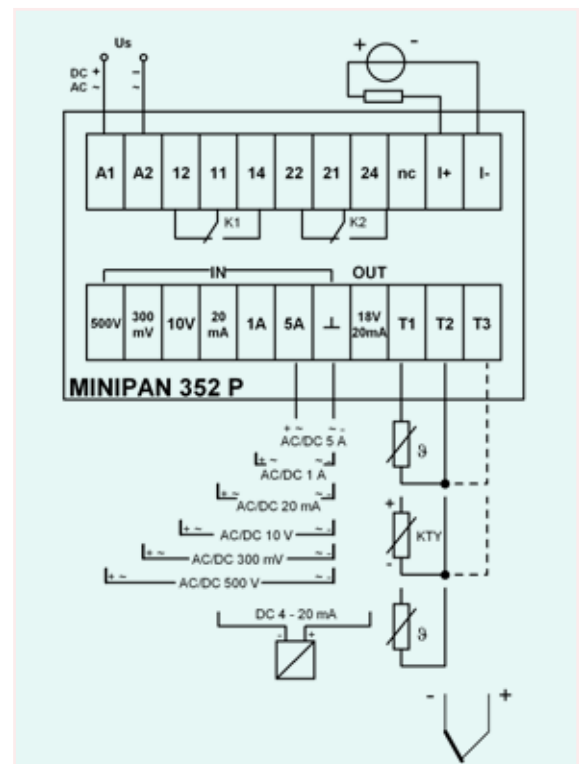 Us
+ -
DC + -
AC ~ ~
A1 A2 12 11 14 22 21 24 nc I+ I-
K1 K2
IN OUT
500V 300 mV 10V 20 mA 1A 5A ⊥ 18V 20mA T1 T2 T3
MINIPAN 352 P
+ ~ ~ -
AC/DC 5 A
+ ~ ~ -
AC/DC 1 A
ϑ
+ ~ ~ -
AC/DC 20 mA
+ ~ AC/DC 10 V ~ -
+ KTY -
+ ~ AC/DC 300 mV ~ -
+ ~ AC/DC 500 V ~ -
DC 4 - 20 mA
- +
ϑ
- +